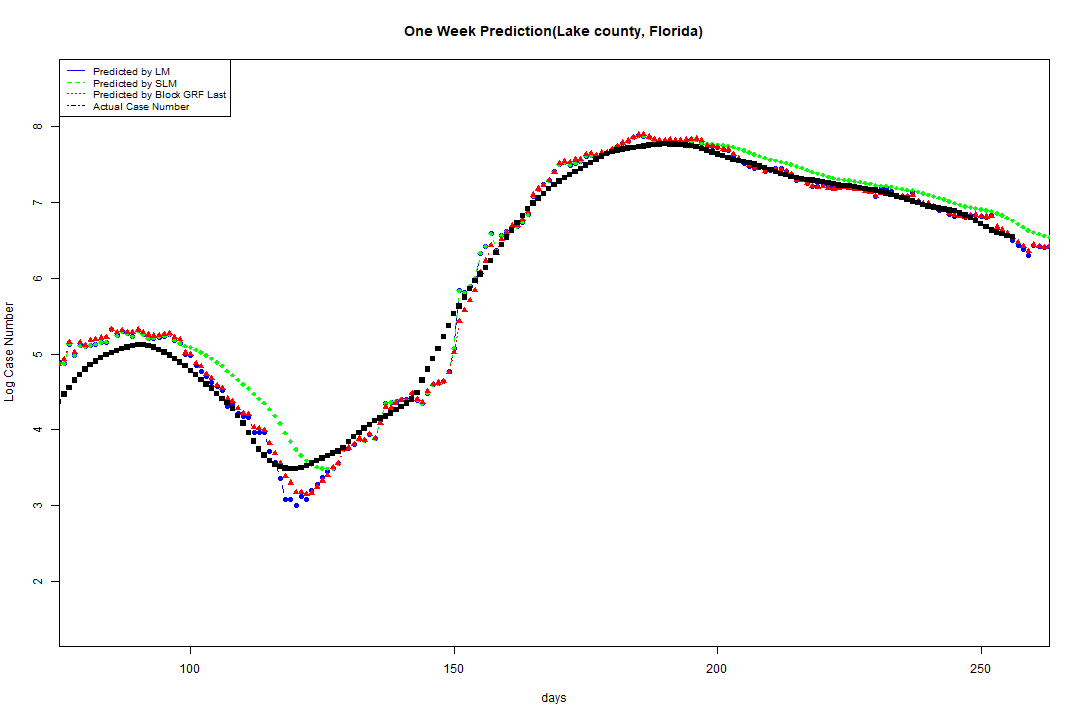 One Week Prediction(Lake county, Florida)
Predicted by LM
Predicted by SLM
Predicted by Block GRF Last
Actual Case Number
8
7
6
5
4
3
2
Log Case Number
100 150 200 250
days